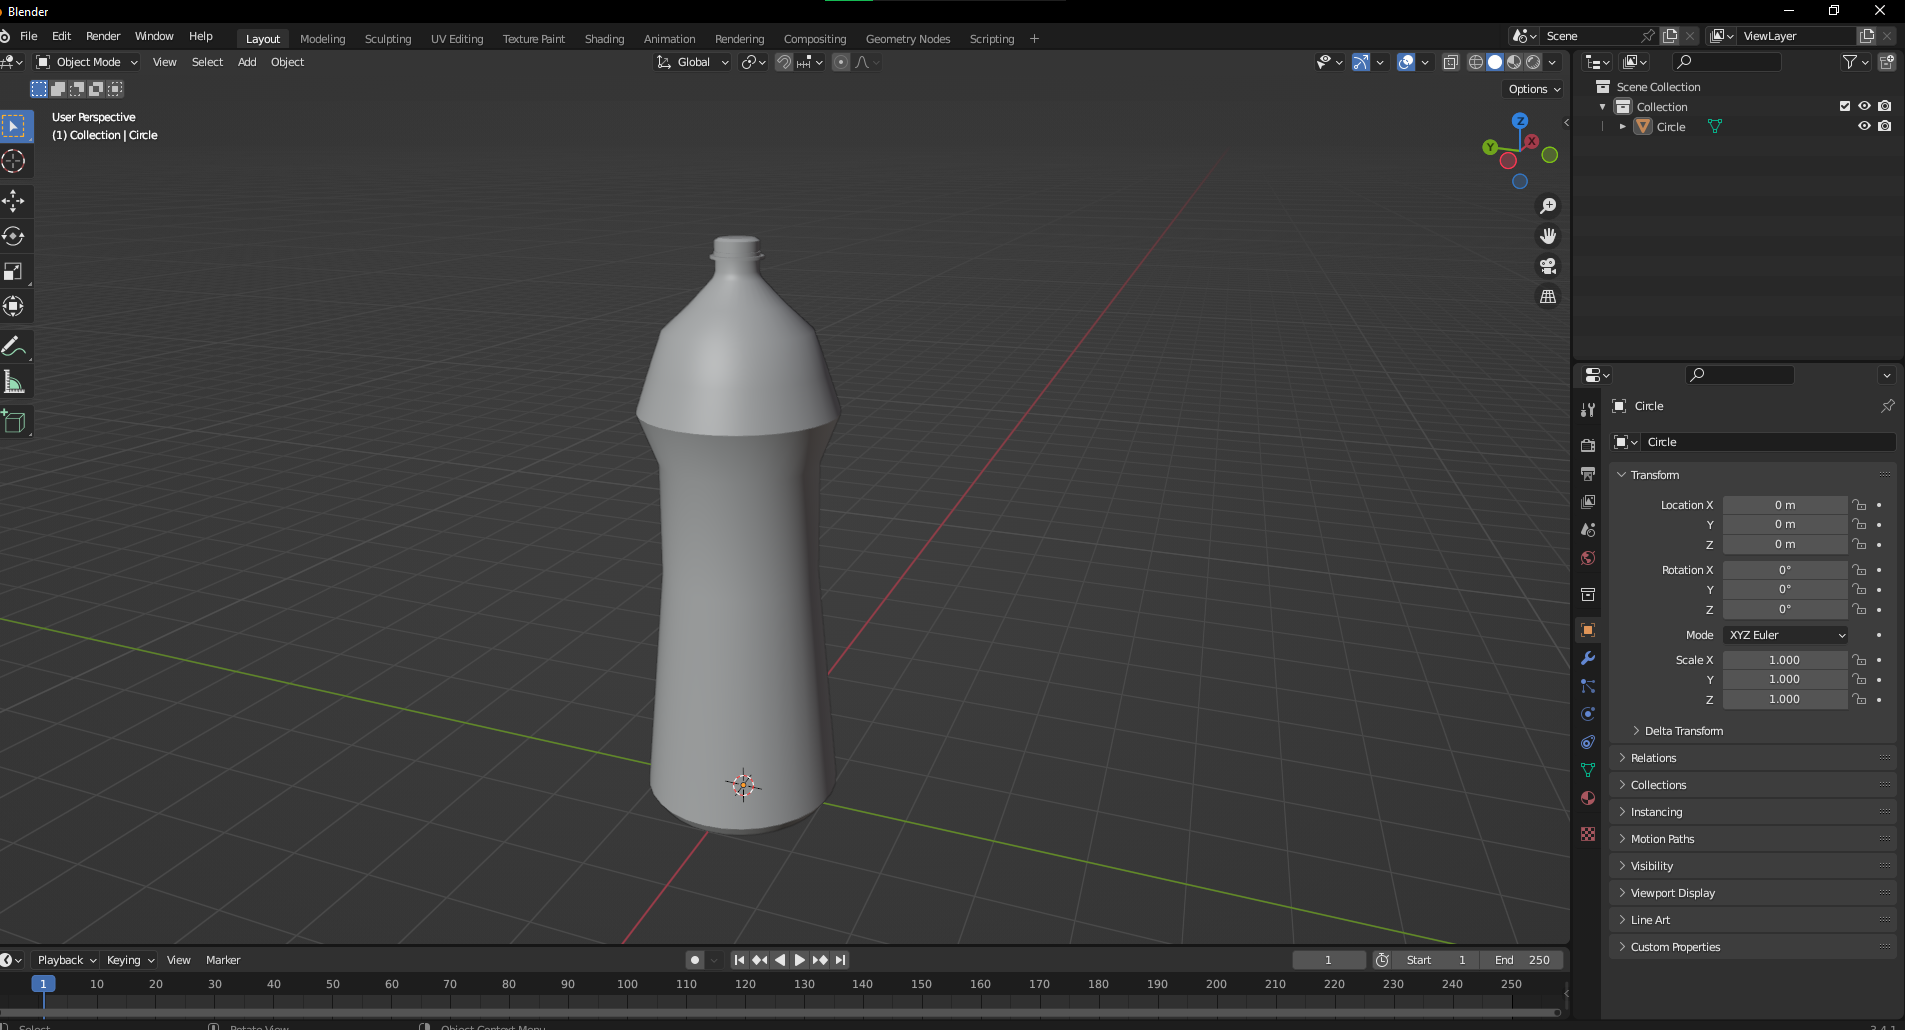 Blender
File Edit Render Window Help
Layout Modeling Sculpting UV Editing Texture Paint Shading Animation Rendering Compositing Geometry Nodes Scripting +
Scene
ViewLayer
Object Mode View Select Add Object
Global
Options
User Perspective
(1) Collection | Circle
Z
X
Y
Scene Collection
Collection
Circle
Circle
Circle
Transform
Location X 0 m
Y 0 m
Z 0 m
Rotation X 0°
Y 0°
Z 0°
Mode XYZ Euler
Scale X 1.000
Y 1.000
Z 1.000
Delta Transform
Relations
Collections
Instancing
Motion Paths
Visibility
Viewport Display
Line Art
Custom Properties
Playback Keying View Marker
1 Start 1 End 250
1 10 20 30 40 50 60 70 80 90 100 110 120 130 140 150 160 170 180 190 200 210 220 230 240 250
Select Rotate View Object Context Menu
3.4.1